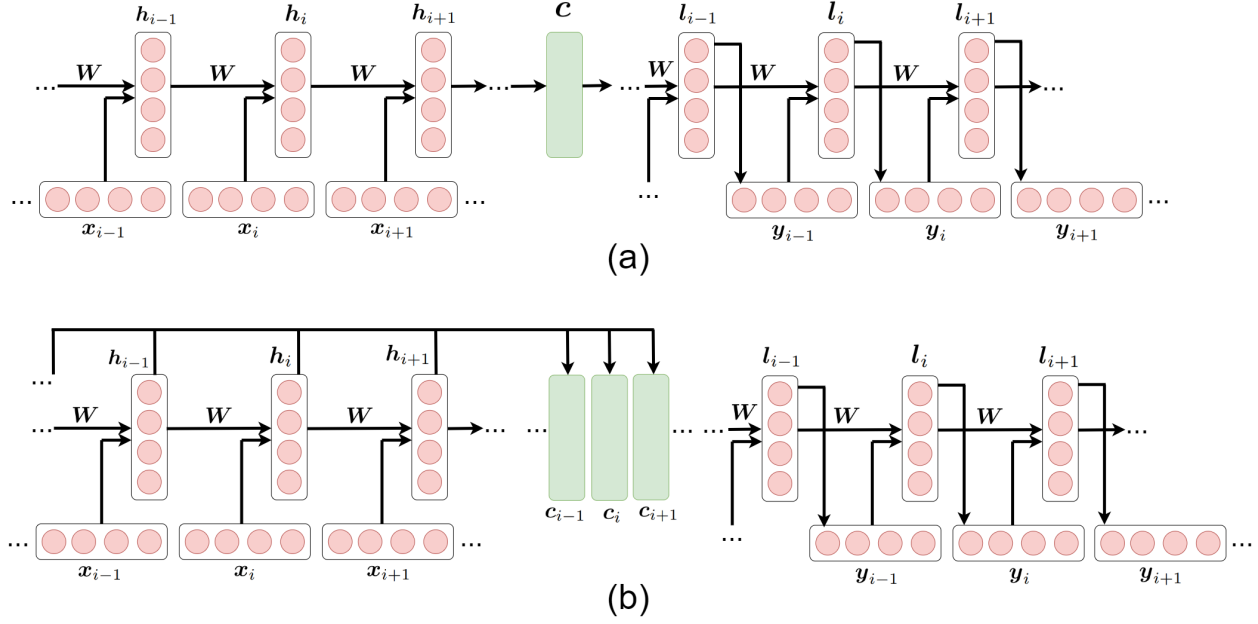 h_{i-1} h_i h_{i+1} c l_{i-1} l_i l_{i+1}
... W W W ... ... ... W W W ...
... ... ... ...
x_{i-1} x_i x_{i+1} y_{i-1} y_i y_{i+1}
(a)
h_{i-1} h_i h_{i+1} l_{i-1} l_i l_{i+1}
...
... W W W ... ... ... ... W W W ...
c_{i-1} c_i c_{i+1}
... ... ... ...
x_{i-1} x_i x_{i+1} y_{i-1} y_i y_{i+1}
(b)